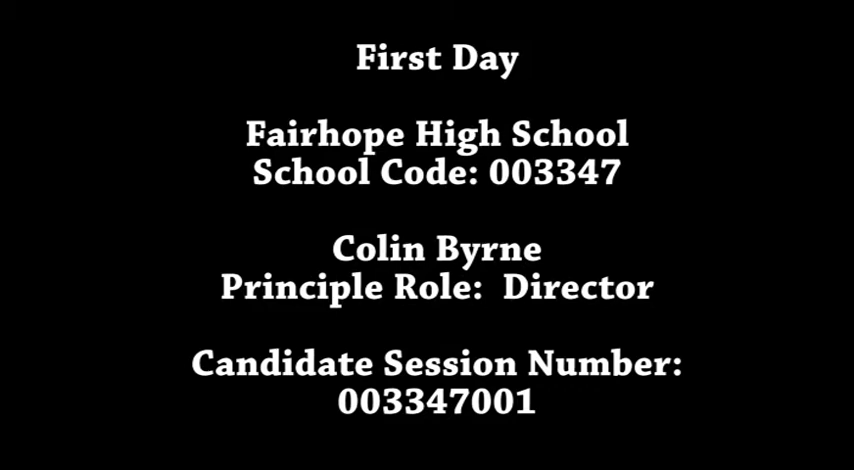 First Day
Fairhope High School
School Code: 003347
Colin Byrne
Principle Role:  Director
Candidate Session Number:
003347001